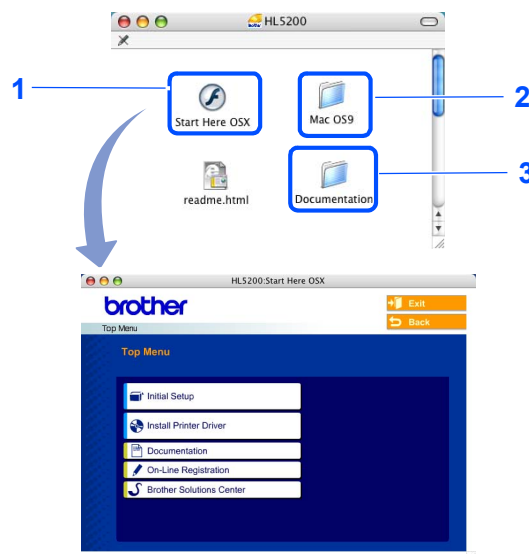 HL5200
1
2
Start Here OSX
Mac OS9
3
readme.html
Documentation
HL5200:Start Here OSX
brother
Exit
Top Menu
Back
Top Menu
Initial Setup
Install Printer Driver
Documentation
On-Line Registration
Brother Solutions Center